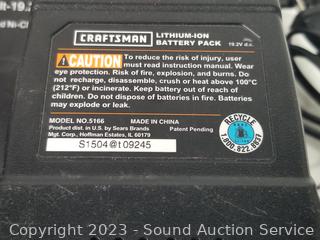 lt-19.
CRAFTSMAN
LITHIUM-ION
BATTERY PACK 19.2V d.c.
CAUTION To reduce the risk of injury, user
must read instruction manual. Wear
eye protection. Risk of fire, explosion, and burns. Do
not recharge, disassemble, crush or heat above 100°C
(212°F) or incinerate. Keep battery out of reach of
children. Do not dispose of batteries in fire. Batteries
may explode or leak.
MODEL NO.5166 MADE IN CHINA
Product dist. in U.S. by Sears Brands Patent Pending
Mgt. Corp., Hoffman Estates, IL 60179
S1504@t09245
RECYCLE
1.800.822.8837
Copyright 2023 - Sound Auction Service